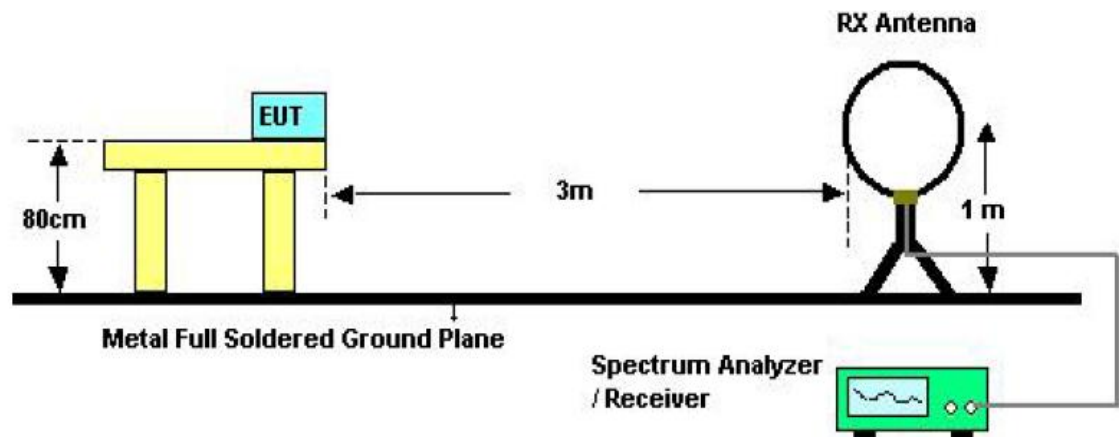 RX Antenna
EUT
80cm
3m
1 m
Metal Full Soldered Ground Plane
Spectrum Analyzer
/ Receiver